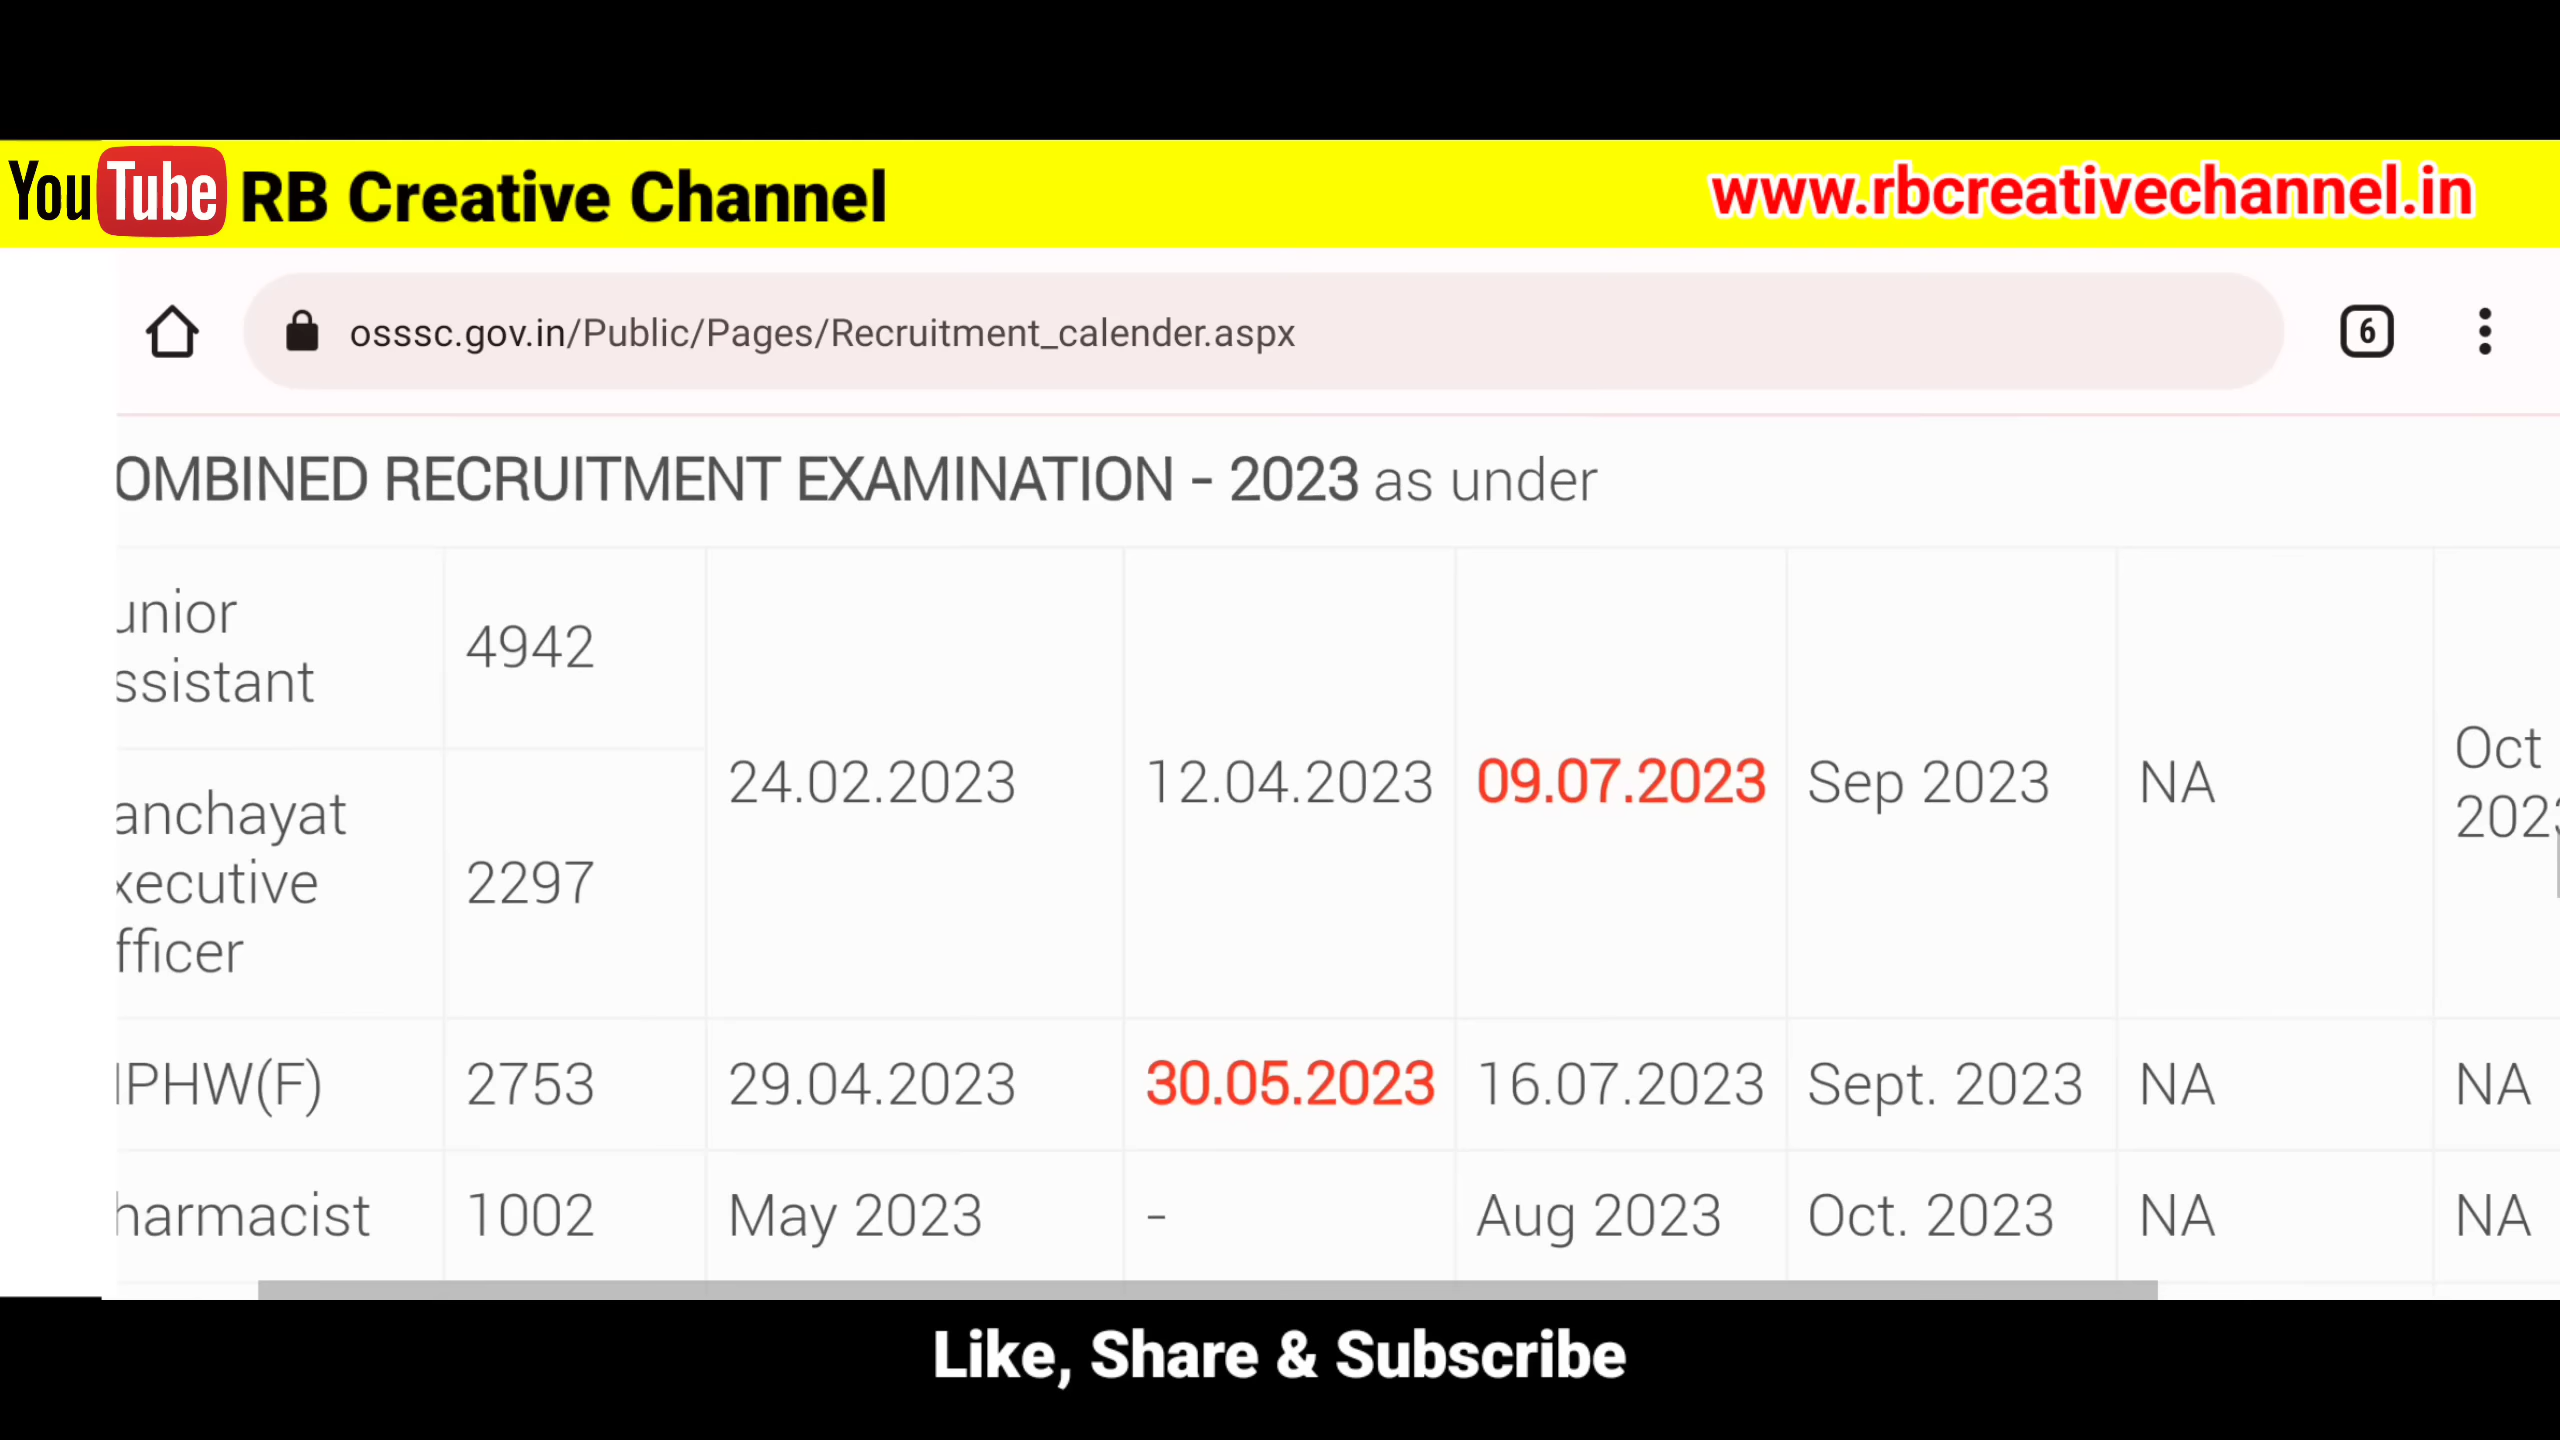 YouTube RB Creative Channel www.rbcreativechannel.in
osssc.gov.in/Public/Pages/Recruitment_calender.aspx 6
OMBINED RECRUITMENT EXAMINATION - 2023 as under
unior
ssistant
4942
anchayat
xecutive
fficer
2297
24.02.2023 12.04.2023 09.07.2023 Sep 2023 NA
Oct
2023
PHW(F) 2753 29.04.2023 30.05.2023 16.07.2023 Sept. 2023 NA NA
harmacist 1002 May 2023 - Aug 2023 Oct. 2023 NA NA
Like, Share & Subscribe